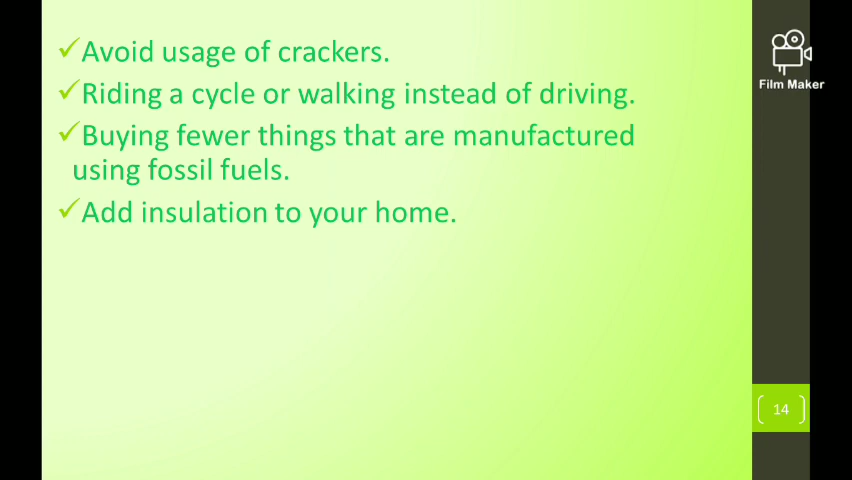 ✓Avoid usage of crackers.
✓Riding a cycle or walking instead of driving.
✓Buying fewer things that are manufactured
using fossil fuels.
✓Add insulation to your home.
Film Maker
14